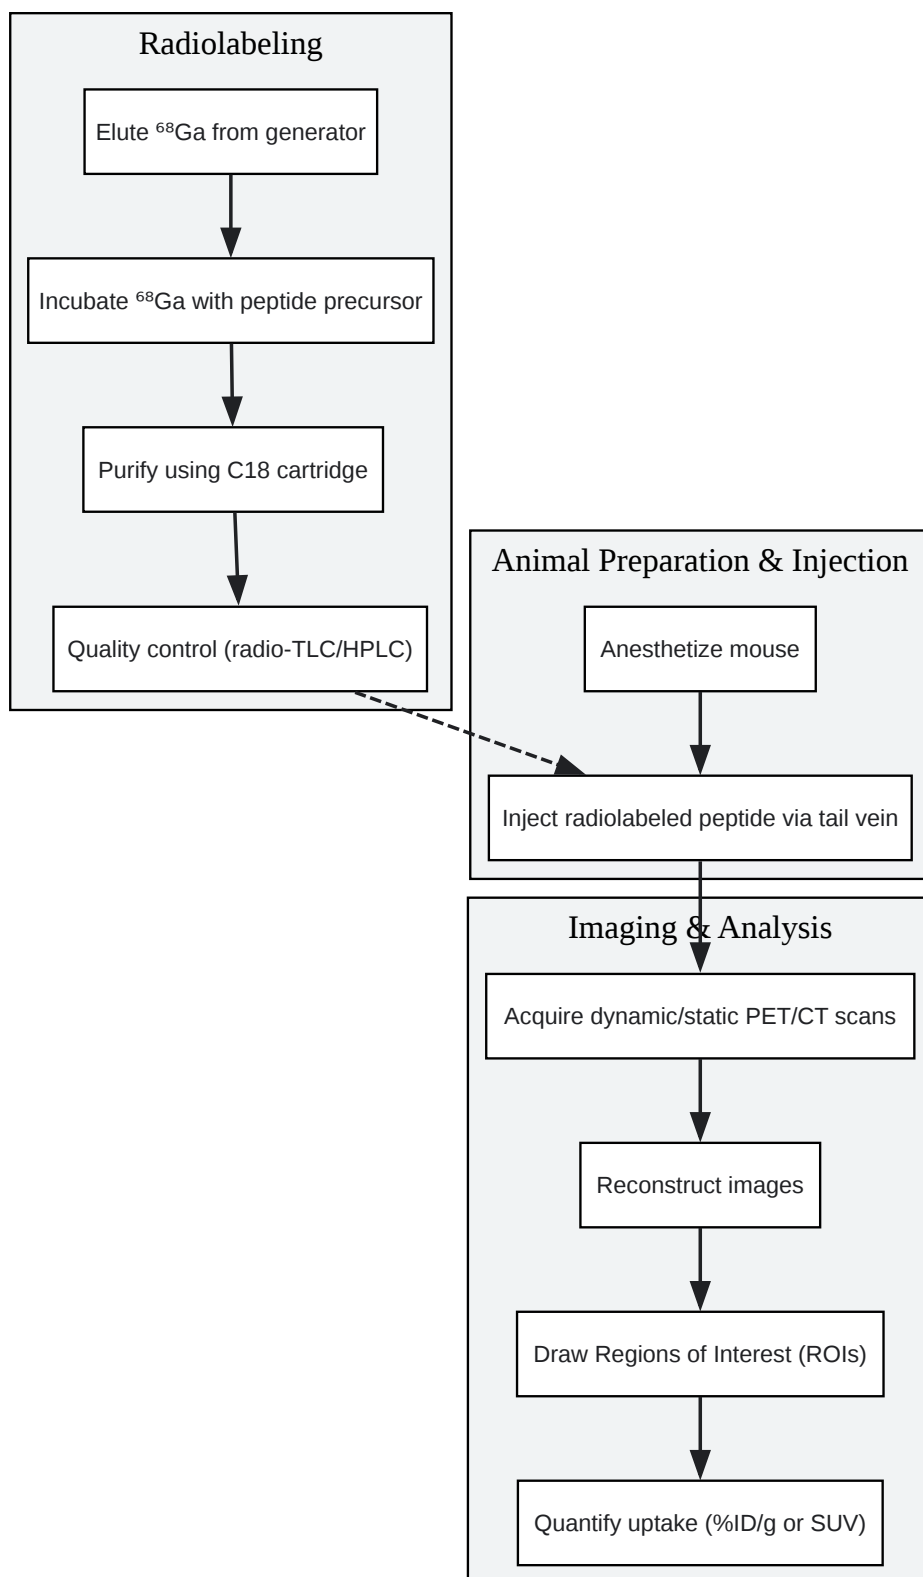 Radiolabeling
Elute ⁶⁸Ga from generator
Incubate ⁶⁸Ga with peptide precursor
Purify using C18 cartridge
Quality control (radio-TLC/HPLC)
Animal Preparation & Injection
Anesthetize mouse
Inject radiolabeled peptide via tail vein
Imaging & Analysis
Acquire dynamic/static PET/CT scans
Reconstruct images
Draw Regions of Interest (ROIs)
Quantify uptake (%ID/g or SUV)